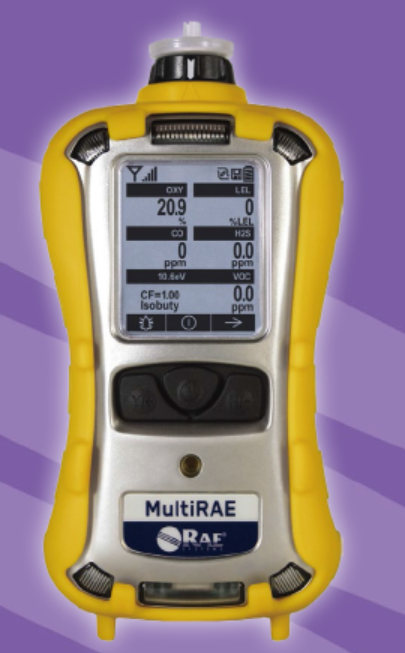 OXY LEL
20.9 0
% %LEL
CO H2S
0 0.0
ppm ppm
10.6eV VOC
CF=1.00 0.0
Isobuty ppm
MultiRAE
RAE
SYSTEMS